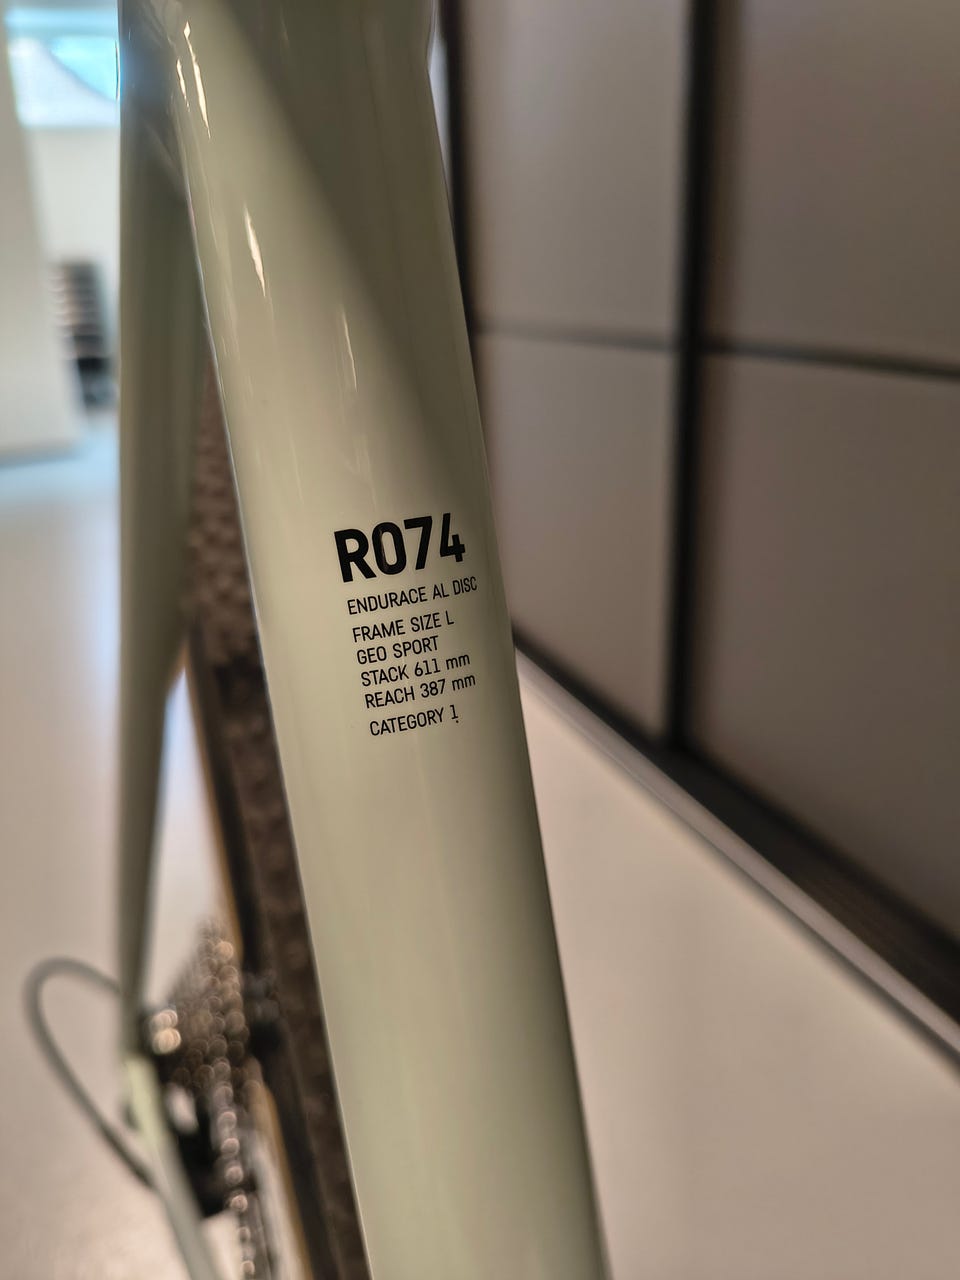 R074
ENDURACE AL DISC
FRAME SIZE L
GEO SPORT
STACK 611 mm
REACH 387 mm
CATEGORY 1